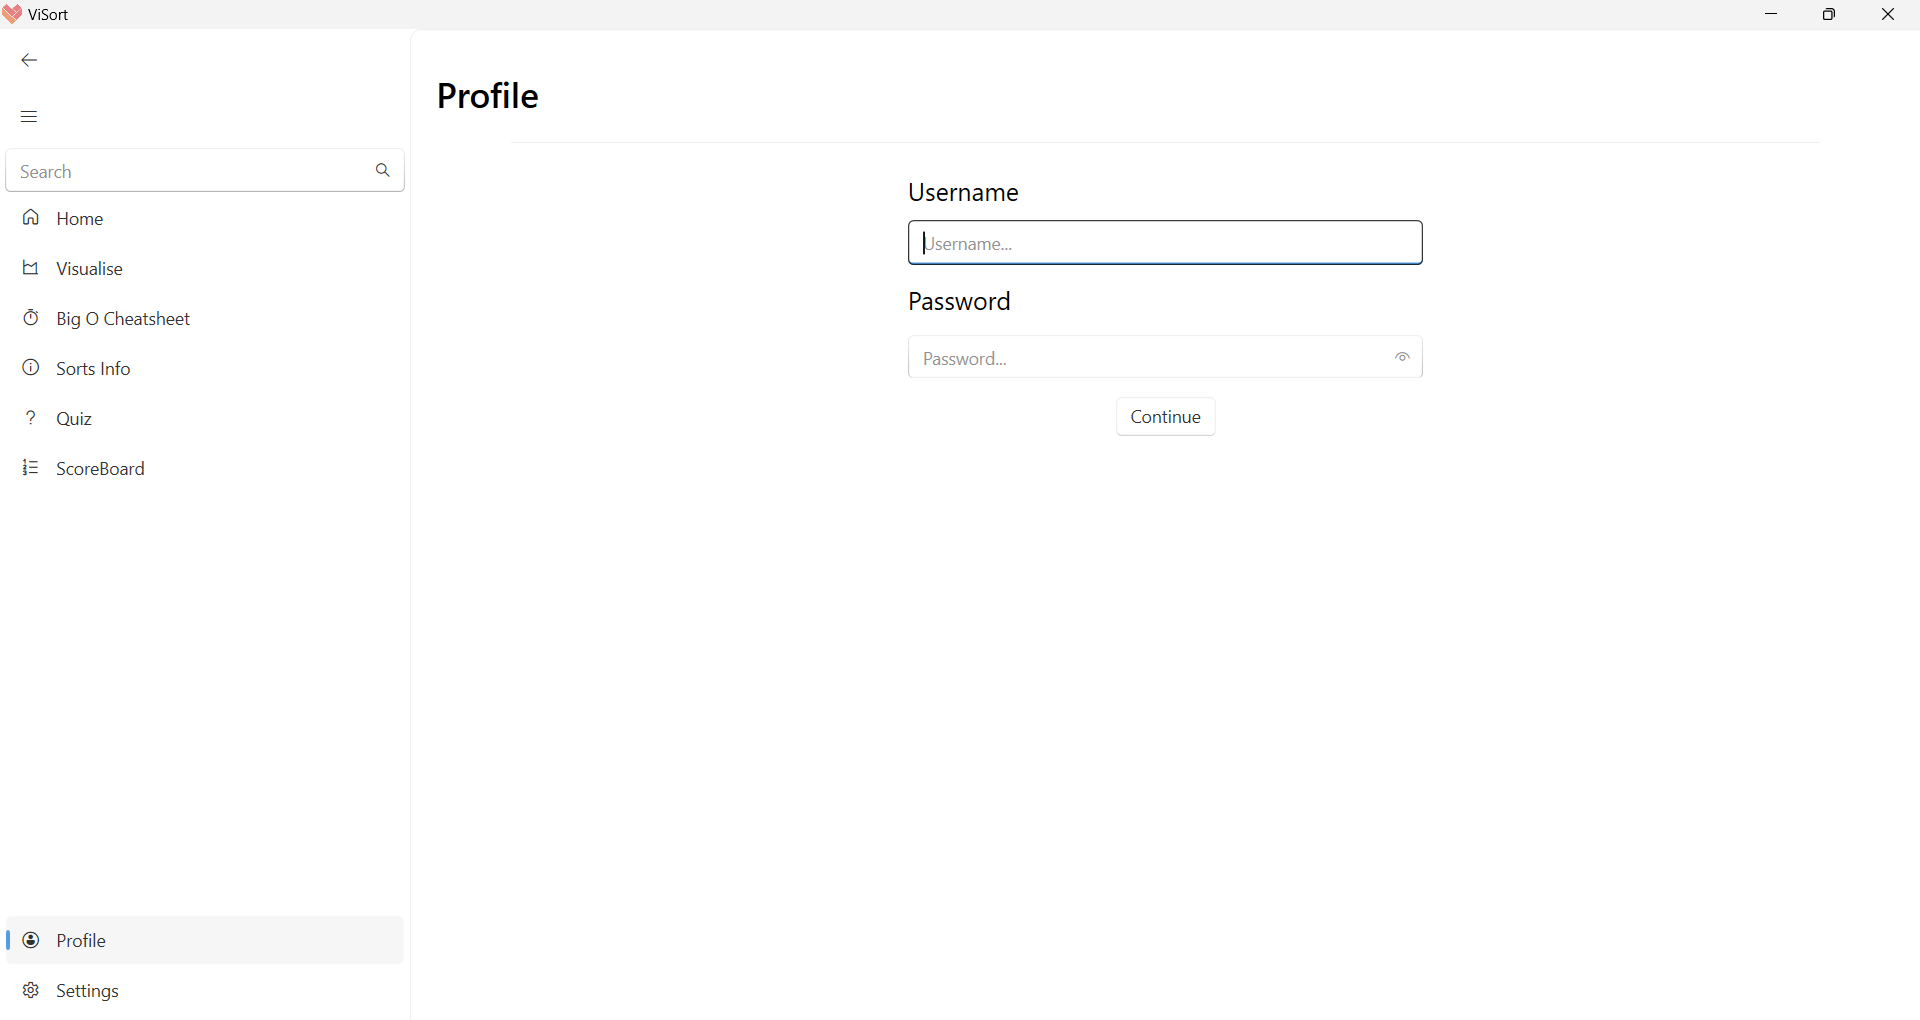 ViSort
Search
Home
Visualise
Big O Cheatsheet
Sorts Info
Quiz
ScoreBoard
Profile
Settings
Profile
Username
Username...
Password
Password...
Continue